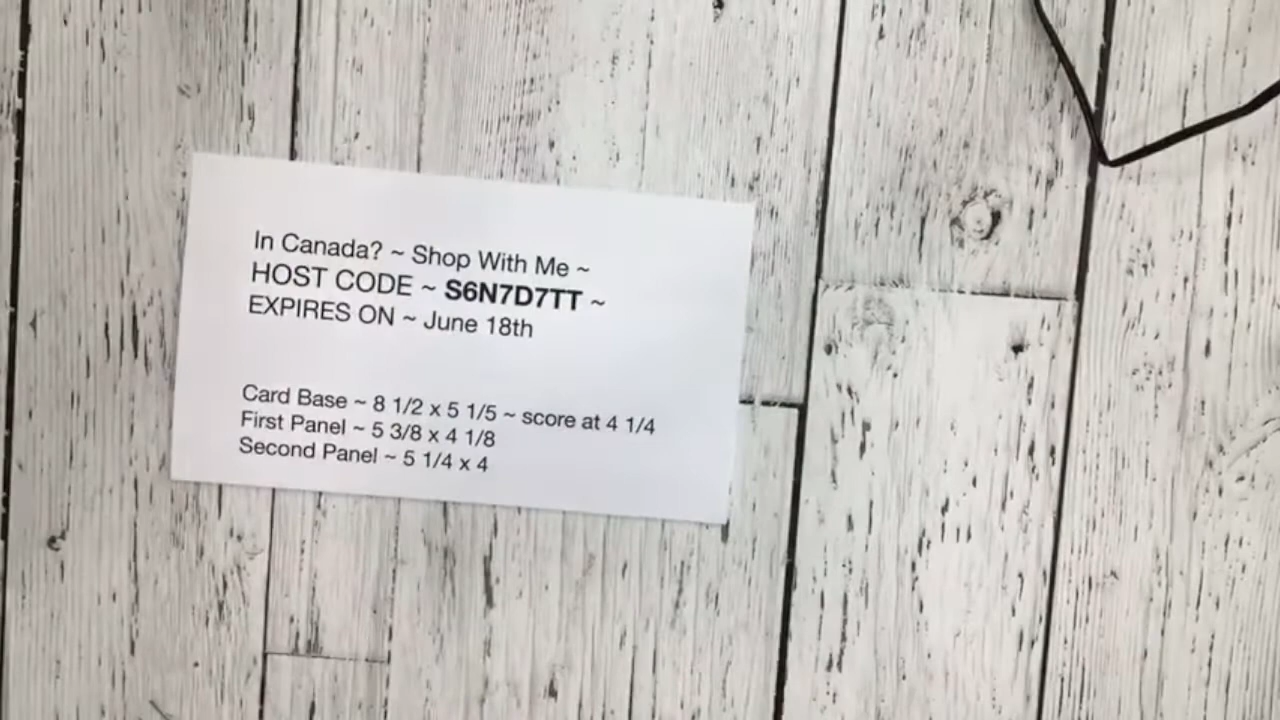 In Canada? ~ Shop With Me ~
HOST CODE ~ S6N7D7TT ~
EXPIRES ON ~ June 18th
Card Base ~ 8 1/2 x 5 1/5 ~ score at 4 1/4
First Panel ~ 5 3/8 x 4 1/8
Second Panel ~ 5 1/4 x 4